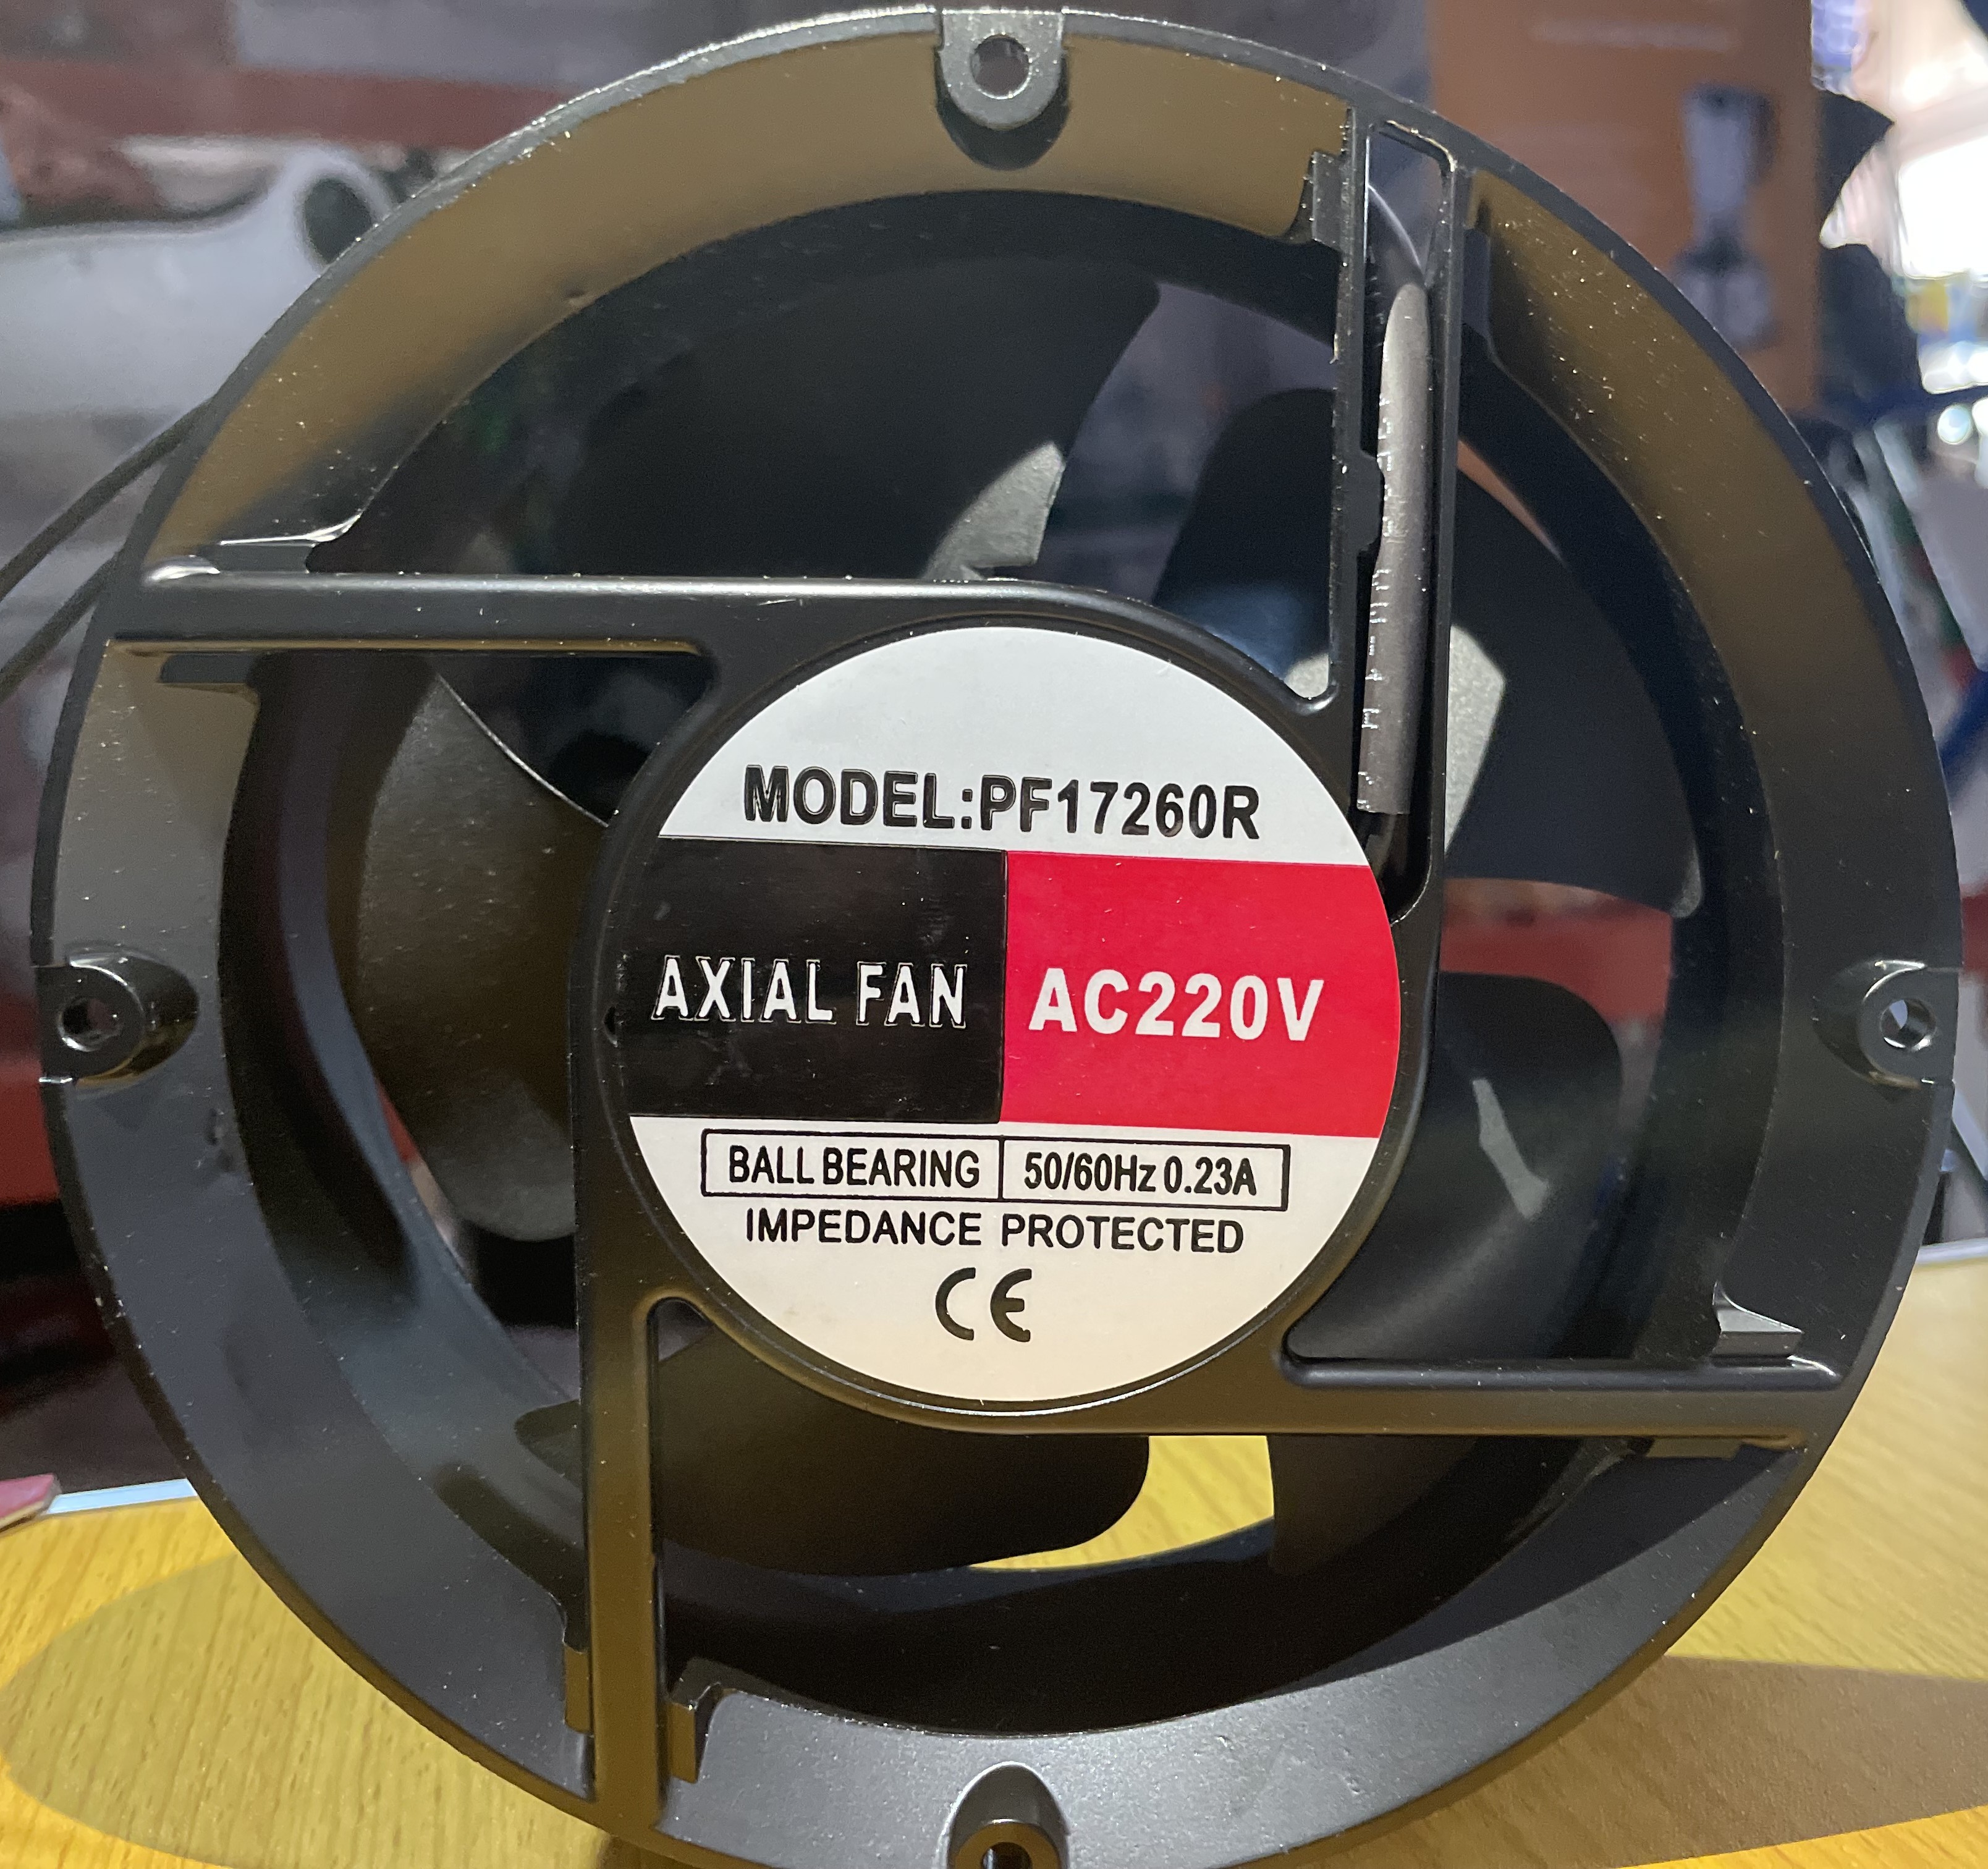 MODEL:PF17260R
AXIAL FAN
AC220V
BALL BEARING
50/60Hz 0.23A
IMPEDANCE PROTECTED
CE